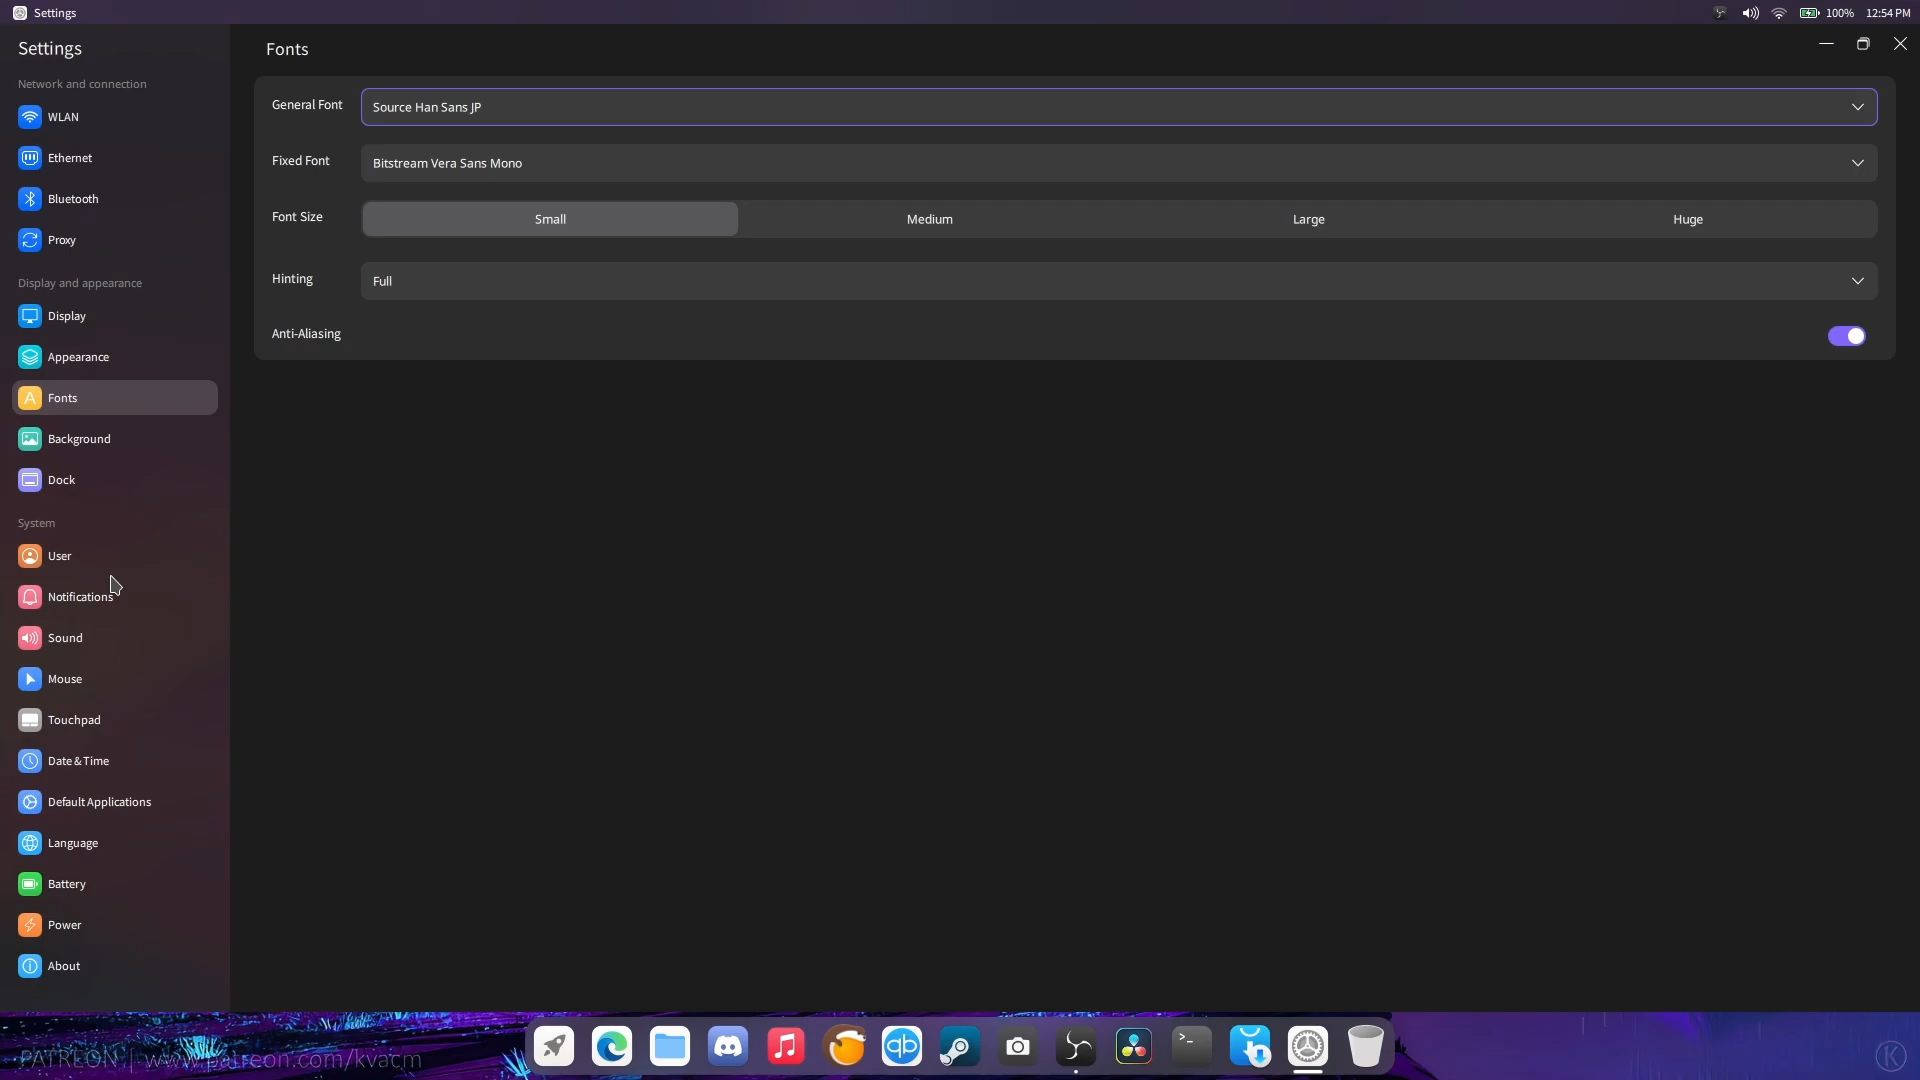 Settings
100%
12:54 PM
Settings
Network and connection
WLAN
Ethernet
Bluetooth
Proxy
Display and appearance
Display
Appearance
Fonts
Background
Dock
System
User
Notifications
Sound
Mouse
Touchpad
Date & Time
Default Applications
Language
Battery
Power
About
Fonts
General Font
Source Han Sans JP
Fixed Font
Bitstream Vera Sans Mono
Font Size
Small
Medium
Large
Huge
Hinting
Full
Anti-Aliasing
PATREON | www.patreon.com/kvacm
qb
>_
K